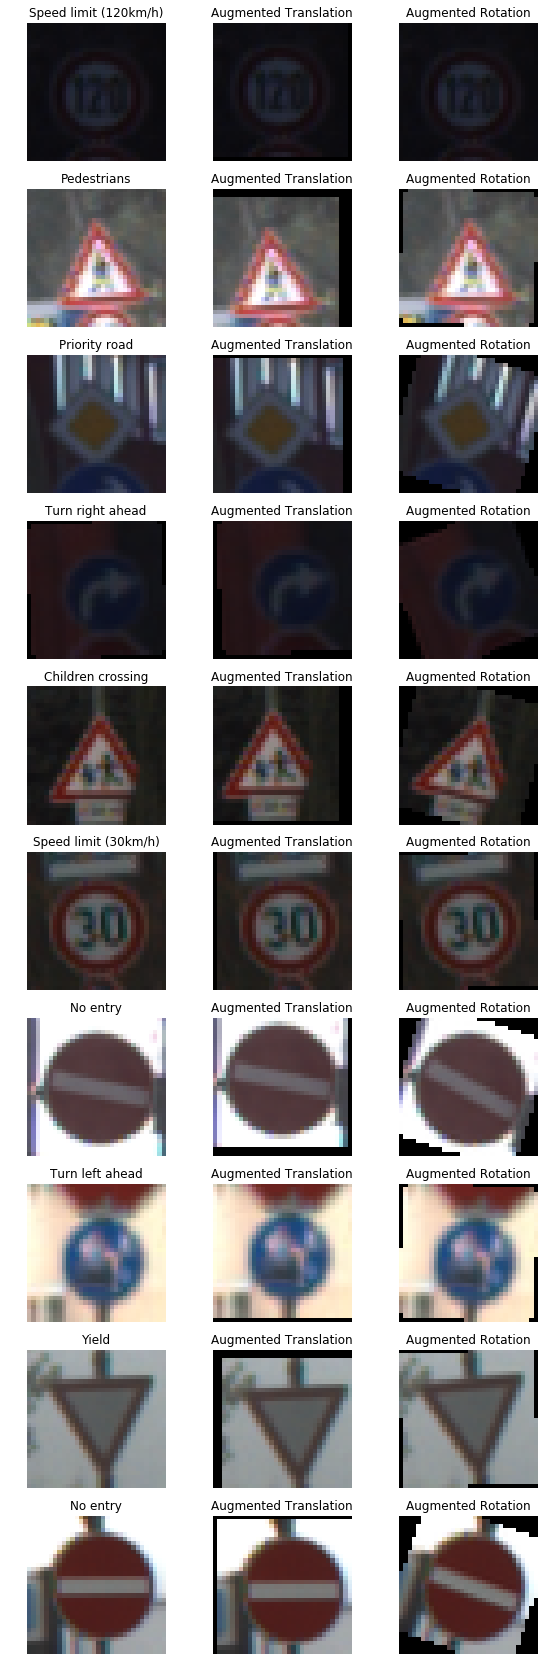 Speed limit (120km/h) Augmented Translation Augmented Rotation
120 120 120
Pedestrians Augmented Translation Augmented Rotation
Priority road Augmented Translation Augmented Rotation
Turn right ahead Augmented Translation Augmented Rotation
Children crossing Augmented Translation Augmented Rotation
Speed limit (30km/h) Augmented Translation Augmented Rotation
30 30 30
No entry Augmented Translation Augmented Rotation
Turn left ahead Augmented Translation Augmented Rotation
Yield Augmented Translation Augmented Rotation
No entry Augmented Translation Augmented Rotation